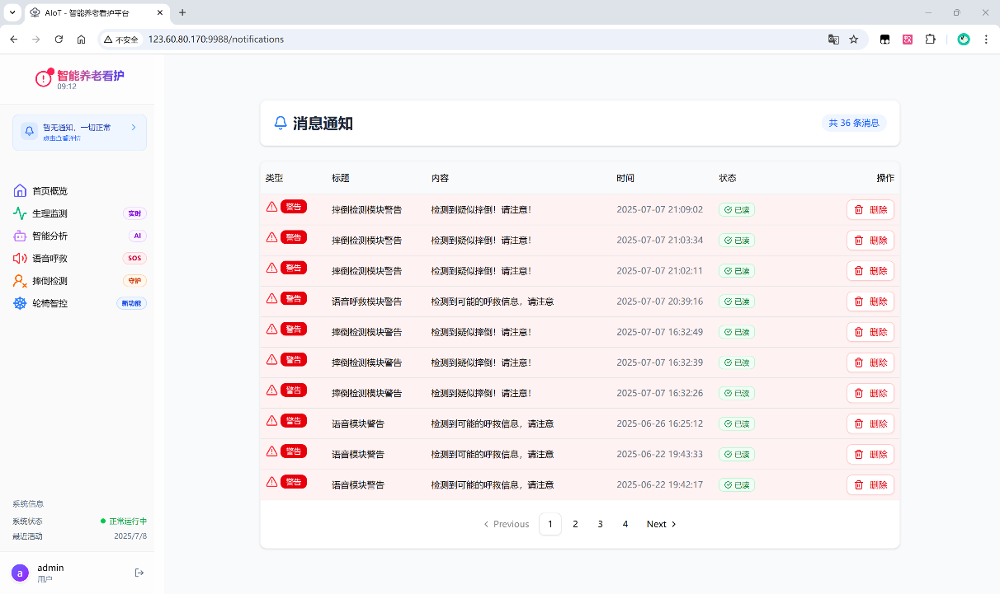 AIoT - 智能养老看护平台
不安全
123.60.80.170:9988/notifications
智能养老看护
09:12
暂无通知，一切正常
点击查看详情
首页概览
生理监测 实时
智能分析 AI
语音呼救 SOS
摔倒检测 守护
轮椅智控 新功能
系统信息
系统状态 正常运行中
最近活动 2025/7/8
a
admin
用户
消息通知
共 36 条消息
类型 标题 内容 时间 状态 操作
警告 摔倒检测模块警告 检测到疑似摔倒！请注意！ 2025-07-07 21:09:02 已读 删除
警告 摔倒检测模块警告 检测到疑似摔倒！请注意！ 2025-07-07 21:03:34 已读 删除
警告 摔倒检测模块警告 检测到疑似摔倒！请注意！ 2025-07-07 21:02:11 已读 删除
警告 语音呼救模块警告 检测到可能的呼救信息，请注意 2025-07-07 20:39:16 已读 删除
警告 摔倒检测模块警告 检测到疑似摔倒！请注意！ 2025-07-07 16:32:49 已读 删除
警告 摔倒检测模块警告 检测到疑似摔倒！请注意！ 2025-07-07 16:32:39 已读 删除
警告 摔倒检测模块警告 检测到疑似摔倒！请注意！ 2025-07-07 16:32:26 已读 删除
警告 语音模块警告 检测到可能的呼救信息，请注意 2025-06-26 16:25:12 已读 删除
警告 语音模块警告 检测到可能的呼救信息，请注意 2025-06-22 19:43:33 已读 删除
警告 语音模块警告 检测到可能的呼救信息，请注意 2025-06-22 19:42:17 已读 删除
Previous 1 2 3 4 Next